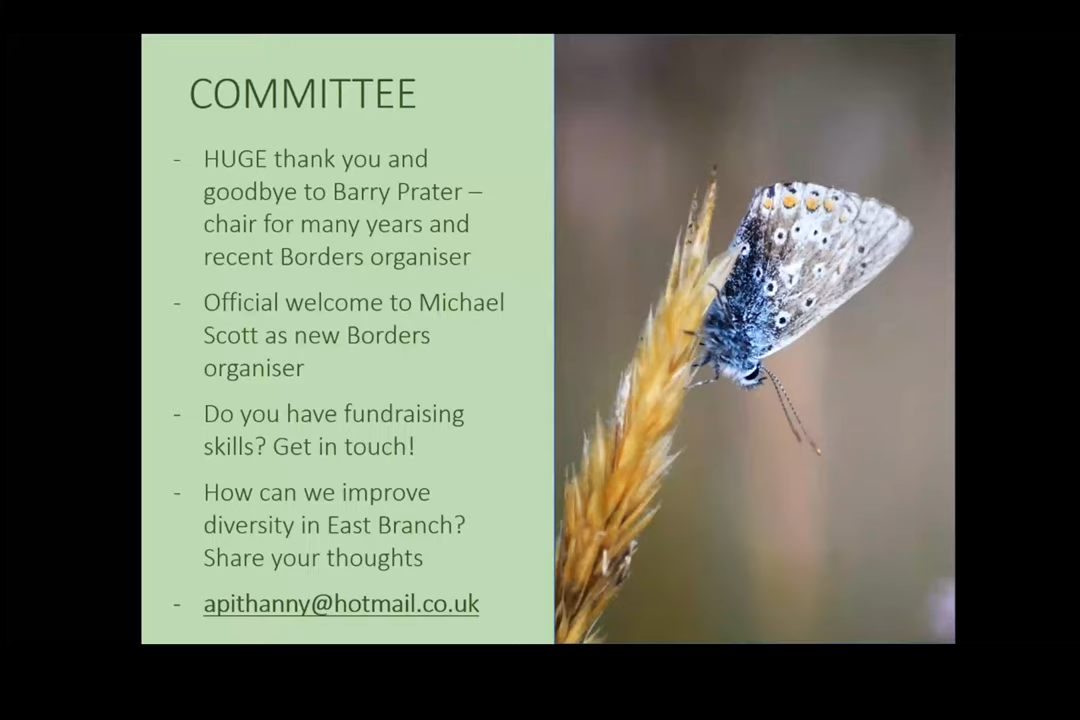 COMMITTEE
- HUGE thank you and
goodbye to Barry Prater –
chair for many years and
recent Borders organiser
- Official welcome to Michael
Scott as new Borders
organiser
- Do you have fundraising
skills? Get in touch!
- How can we improve
diversity in East Branch?
Share your thoughts
- apithanny@hotmail.co.uk